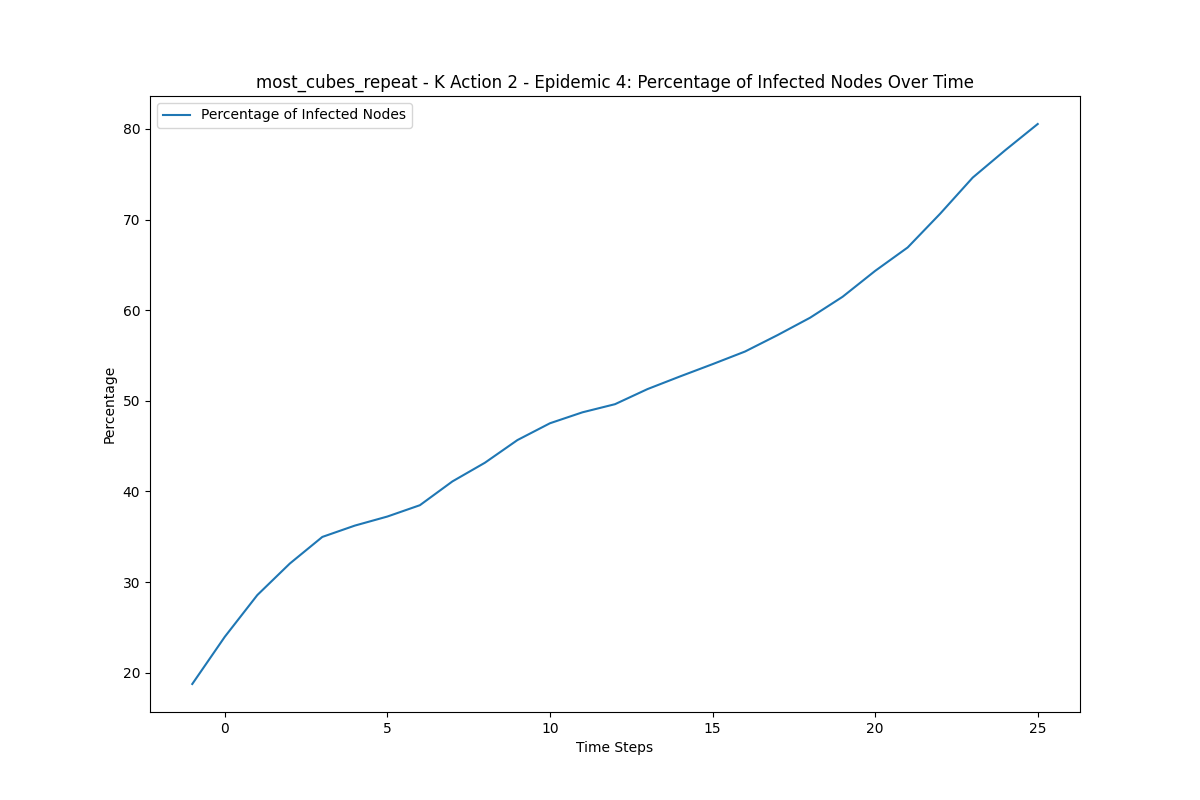 most_cubes_repeat - K Action 2 - Epidemic 4: Percentage of Infected Nodes Over Time
Percentage of Infected Nodes
80
70
60
50
40
30
20
Percentage
0 5 10 15 20 25
Time Steps